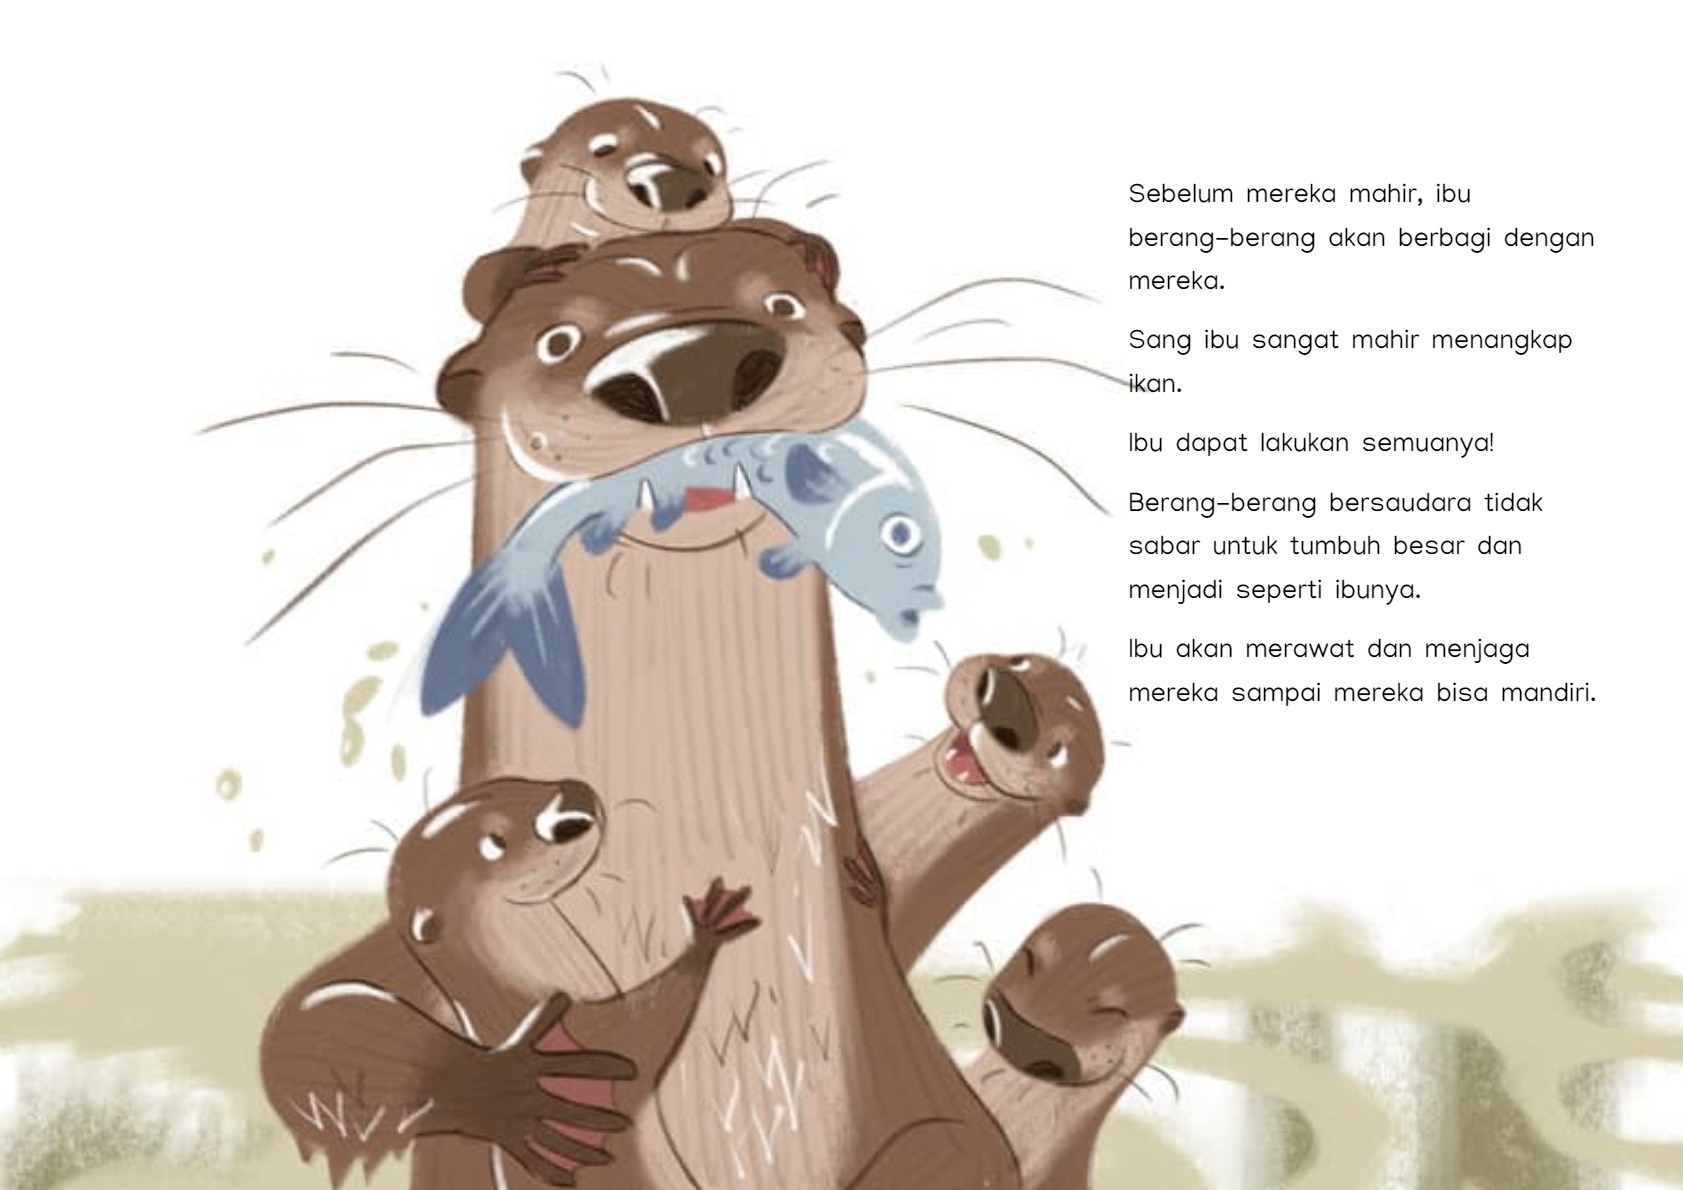 Sebelum mereka mahir, ibu
berang-berang akan berbagi dengan
mereka.
Sang ibu sangat mahir menangkap
ikan.
Ibu dapat lakukan semuanya!
Berang-berang bersaudara tidak
sabar untuk tumbuh besar dan
menjadi seperti ibunya.
Ibu akan merawat dan menjaga
mereka sampai mereka bisa mandiri.